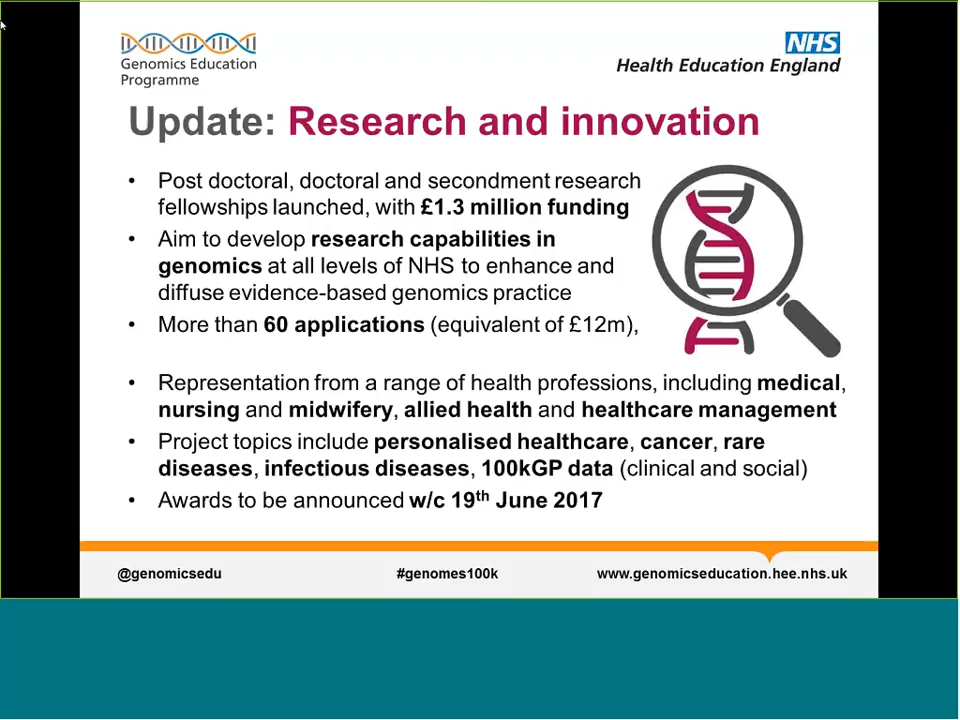 Genomics Education
Programme
NHS
Health Education England
Update: Research and innovation
• Post doctoral, doctoral and secondment research
fellowships launched, with £1.3 million funding
• Aim to develop research capabilities in
genomics at all levels of NHS to enhance and
diffuse evidence-based genomics practice
• More than 60 applications (equivalent of £12m),
• Representation from a range of health professions, including medical,
nursing and midwifery, allied health and healthcare management
• Project topics include personalised healthcare, cancer, rare
diseases, infectious diseases, 100kGP data (clinical and social)
• Awards to be announced w/c 19th June 2017
@genomicsedu
#genomes100k
www.genomicseducation.hee.nhs.uk